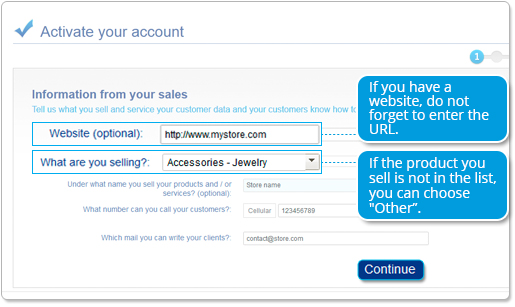 Activate your account
1
Information from your sales
Tell us what you sell and service your customer data and your customers know how to
If you have a
website, do not
forget to enter the
URL.
Website (optional): http://www.mystore.com
What are you selling?: Accessories - Jewelry
If the product you
sell is not in the list,
you can choose
"Other”.
Under what name you sell your products and / or
services? (optional): Store name
What number can you call your customers?: Cellular 123456789
Which mail you can write your clients?: contact@store.com
Continue